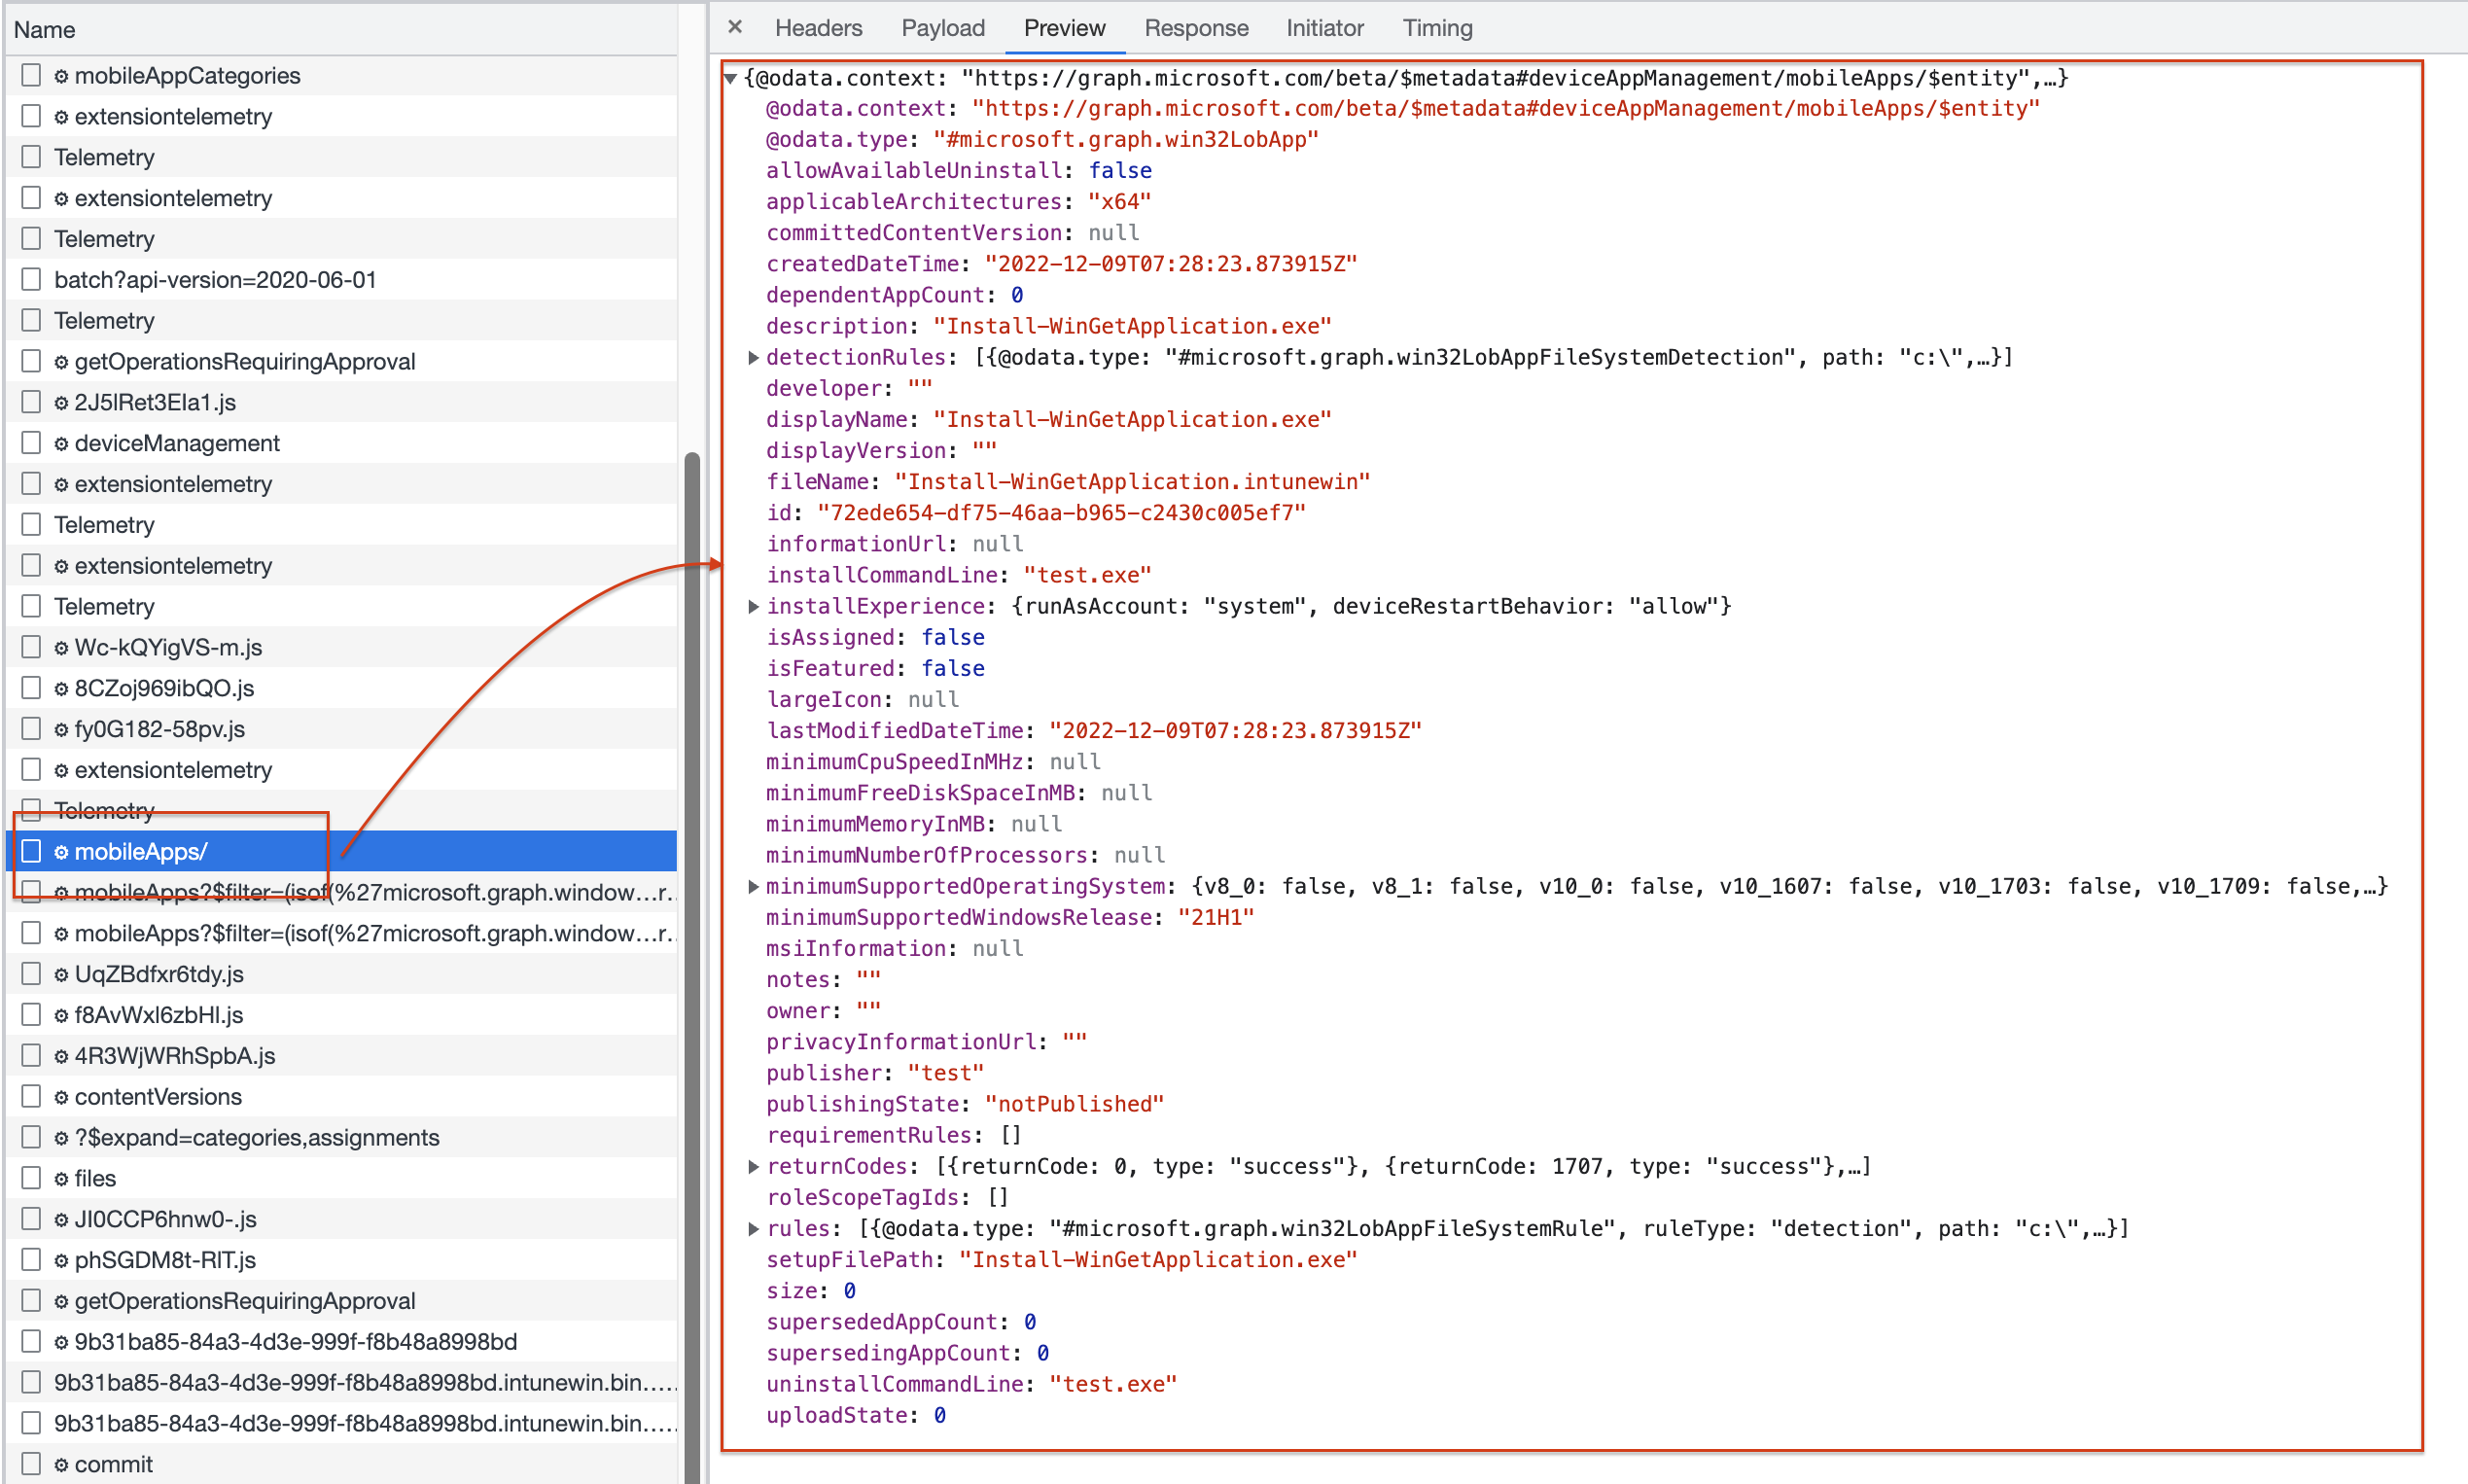 Name
mobileAppCategories
extensiontelemetry
Telemetry
extensiontelemetry
Telemetry
batch?api-version=2020-06-01
Telemetry
getOperationsRequiringApproval
2J5lRet3Ela1.js
deviceManagement
extensiontelemetry
Telemetry
extensiontelemetry
Telemetry
Wc-kQYigVS-m.js
8CZoj969ibQO.js
fy0G182-58pv.js
extensiontelemetry
Telemetry
mobileApps/
mobileApps?$filter=(isof(%27microsoft.graph.window...r...
mobileApps?$filter=(isof(%27microsoft.graph.window...r...
UqZBdfxr6tdy.js
f8AvWxl6zbHl.js
4R3WjWRhSpbA.js
contentVersions
?$expand=categories,assignments
files
JI0CCP6hnw0-.js
phSGDM8t-RlT.js
getOperationsRequiringApproval
9b31ba85-84a3-4d3e-999f-f8b48a8998bd
9b31ba85-84a3-4d3e-999f-f8b48a8998bd.intunewin.bin.....
9b31ba85-84a3-4d3e-999f-f8b48a8998bd.intunewin.bin.....
commit
× Headers Payload Preview Response Initiator Timing
{@odata.context: "https://graph.microsoft.com/beta/$metadata#deviceAppManagement/mobileApps/$entity",…}
@odata.context: "https://graph.microsoft.com/beta/$metadata#deviceAppManagement/mobileApps/$entity"
@odata.type: "#microsoft.graph.win32LobApp"
allowAvailableUninstall: false
applicableArchitectures: "x64"
committedContentVersion: null
createdDateTime: "2022-12-09T07:28:23.873915Z"
dependentAppCount: 0
description: "Install-WinGetApplication.exe"
detectionRules: [{@odata.type: "#microsoft.graph.win32LobAppFileSystemDetection", path: "c:\",…}]
developer: ""
displayName: "Install-WinGetApplication.exe"
displayVersion: ""
fileName: "Install-WinGetApplication.intunewin"
id: "72ede654-df75-46aa-b965-c2430c005ef7"
informationUrl: null
installCommandLine: "test.exe"
installExperience: {runAsAccount: "system", deviceRestartBehavior: "allow"}
isAssigned: false
isFeatured: false
largeIcon: null
lastModifiedDateTime: "2022-12-09T07:28:23.873915Z"
minimumCpuSpeedInMHz: null
minimumFreeDiskSpaceInMB: null
minimumMemoryInMB: null
minimumNumberOfProcessors: null
minimumSupportedOperatingSystem: {v8_0: false, v8_1: false, v10_0: false, v10_1607: false, v10_1703: false, v10_1709: false,…}
minimumSupportedWindowsRelease: "21H1"
msiInformation: null
notes: ""
owner: ""
privacyInformationUrl: ""
publisher: "test"
publishingState: "notPublished"
requirementRules: []
returnCodes: [{returnCode: 0, type: "success"}, {returnCode: 1707, type: "success"},…]
roleScopeTagIds: []
rules: [{@odata.type: "#microsoft.graph.win32LobAppFileSystemRule", ruleType: "detection", path: "c:\",…}]
setupFilePath: "Install-WinGetApplication.exe"
size: 0
supersededAppCount: 0
supersedingAppCount: 0
uninstallCommandLine: "test.exe"
uploadState: 0